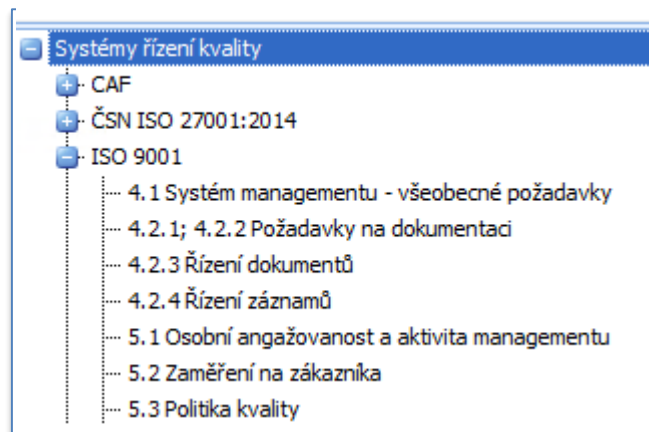 Systémy řízení kvality
CAF
ČSN ISO 27001:2014
ISO 9001
4.1 Systém managementu - všeobecné požadavky
4.2.1; 4.2.2 Požadavky na dokumentaci
4.2.3 Řízení dokumentů
4.2.4 Řízení záznamů
5.1 Osobní angažovanost a aktivita managementu
5.2 Zaměření na zákazníka
5.3 Politika kvality